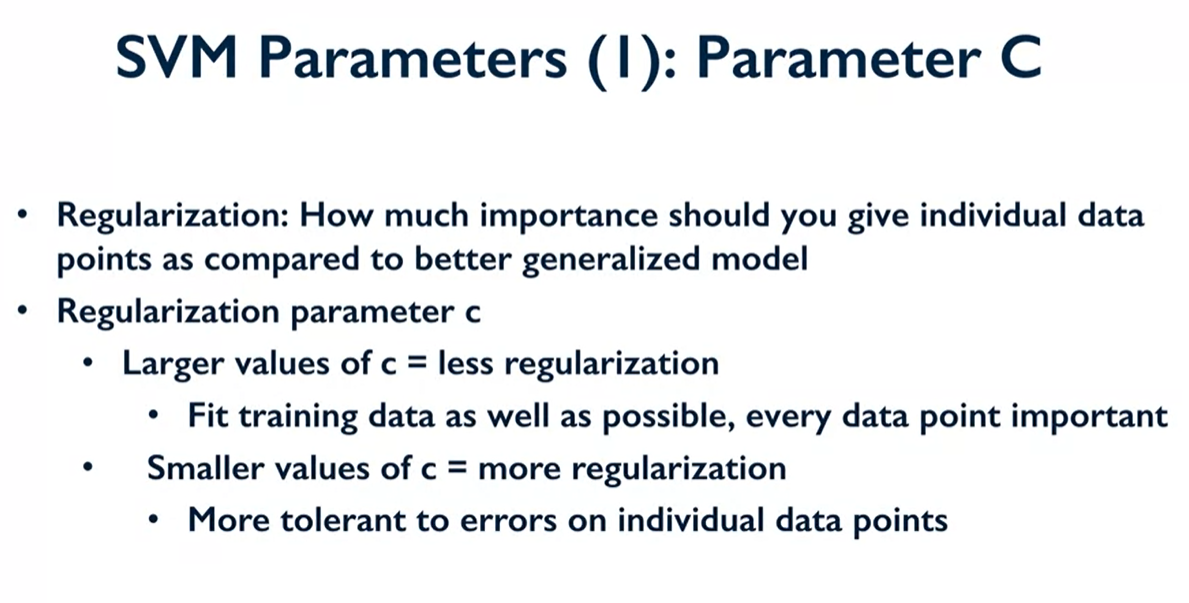 SVM Parameters (1): Parameter C
• Regularization: How much importance should you give individual data
points as compared to better generalized model
• Regularization parameter c
• Larger values of c = less regularization
• Fit training data as well as possible, every data point important
• Smaller values of c = more regularization
• More tolerant to errors on individual data points